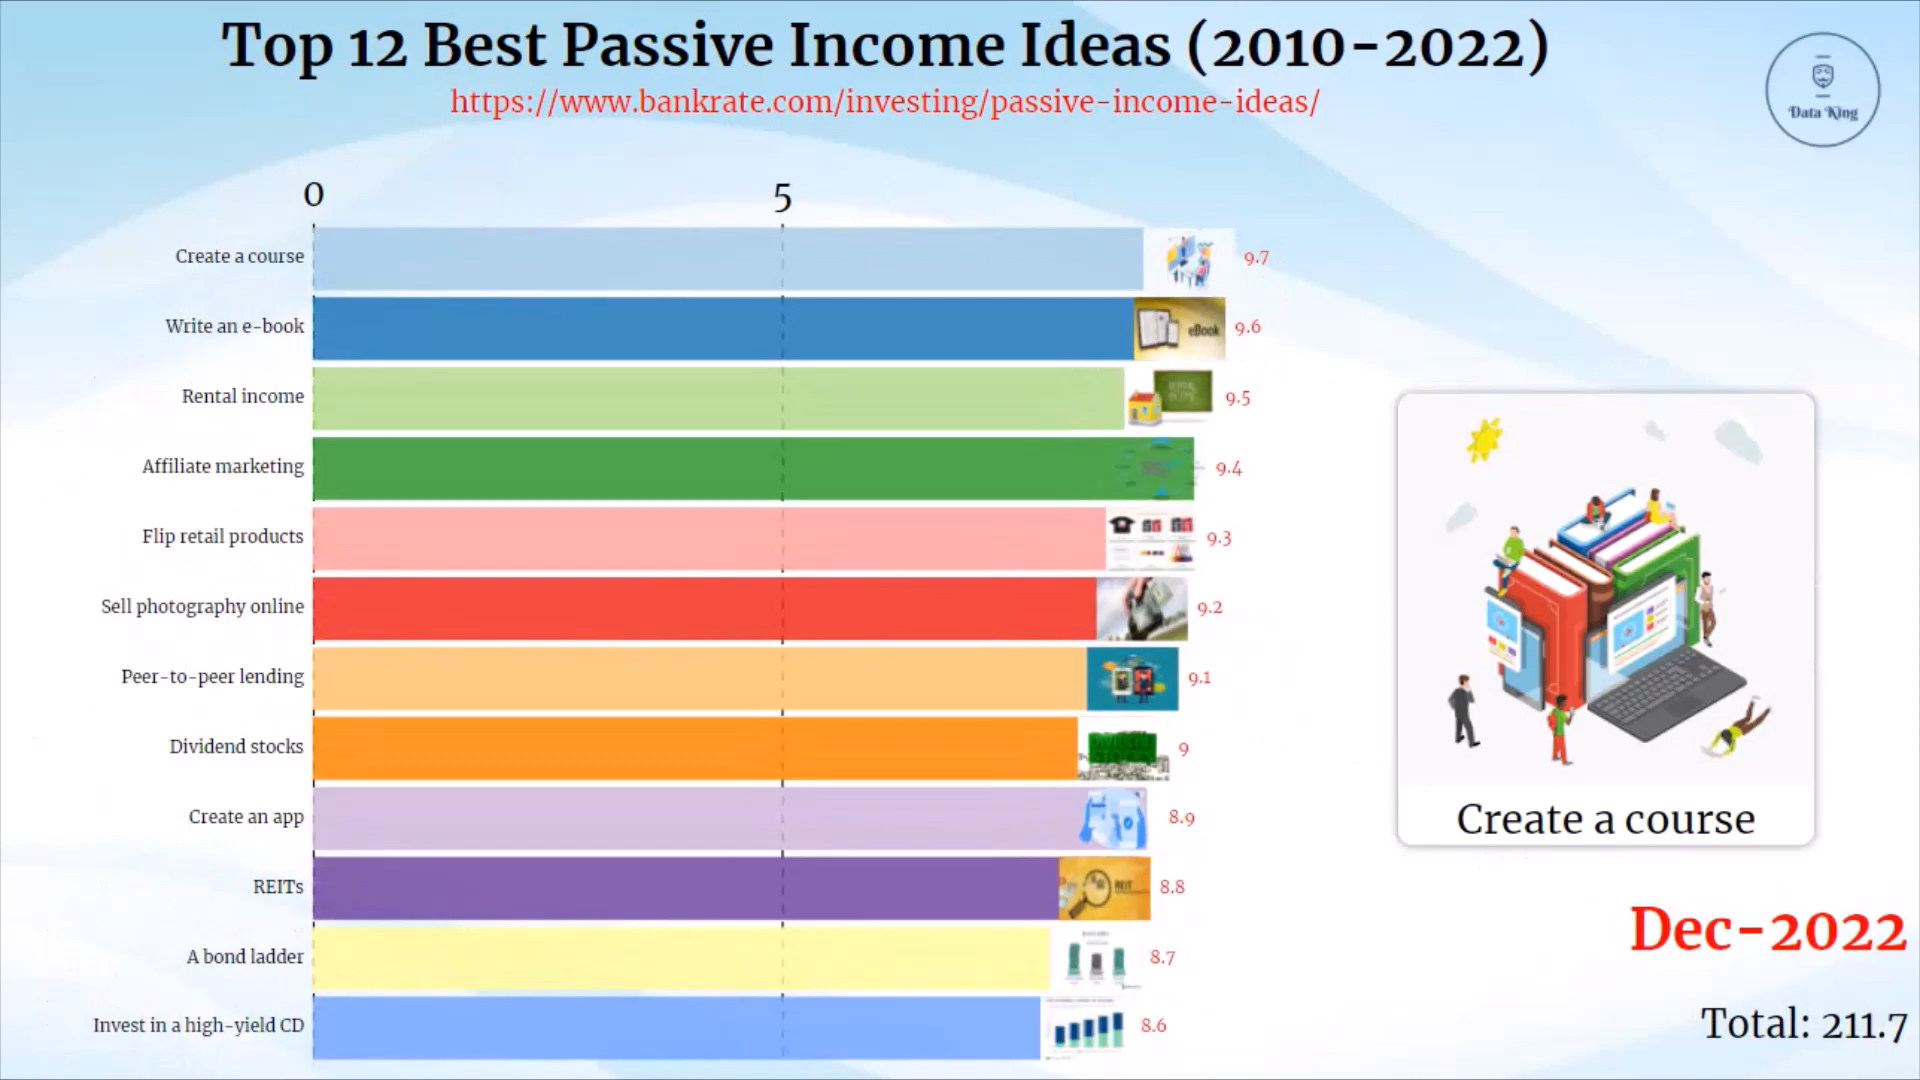 Top 12 Best Passive Income Ideas (2010-2022)
https://www.bankrate.com/investing/passive-income-ideas/
Data King
0 5
Create a course 9.7
Write an e-book eBook 9.6
Rental income 9.5
Affiliate marketing 9.4
Flip retail products 9.3
Sell photography online 9.2
Peer-to-peer lending 9.1
Dividend stocks 9
Create an app 8.9
REITs REIT 8.8
A bond ladder 8.7
Invest in a high-yield CD 8.6
Create a course
Dec-2022
Total: 211.7